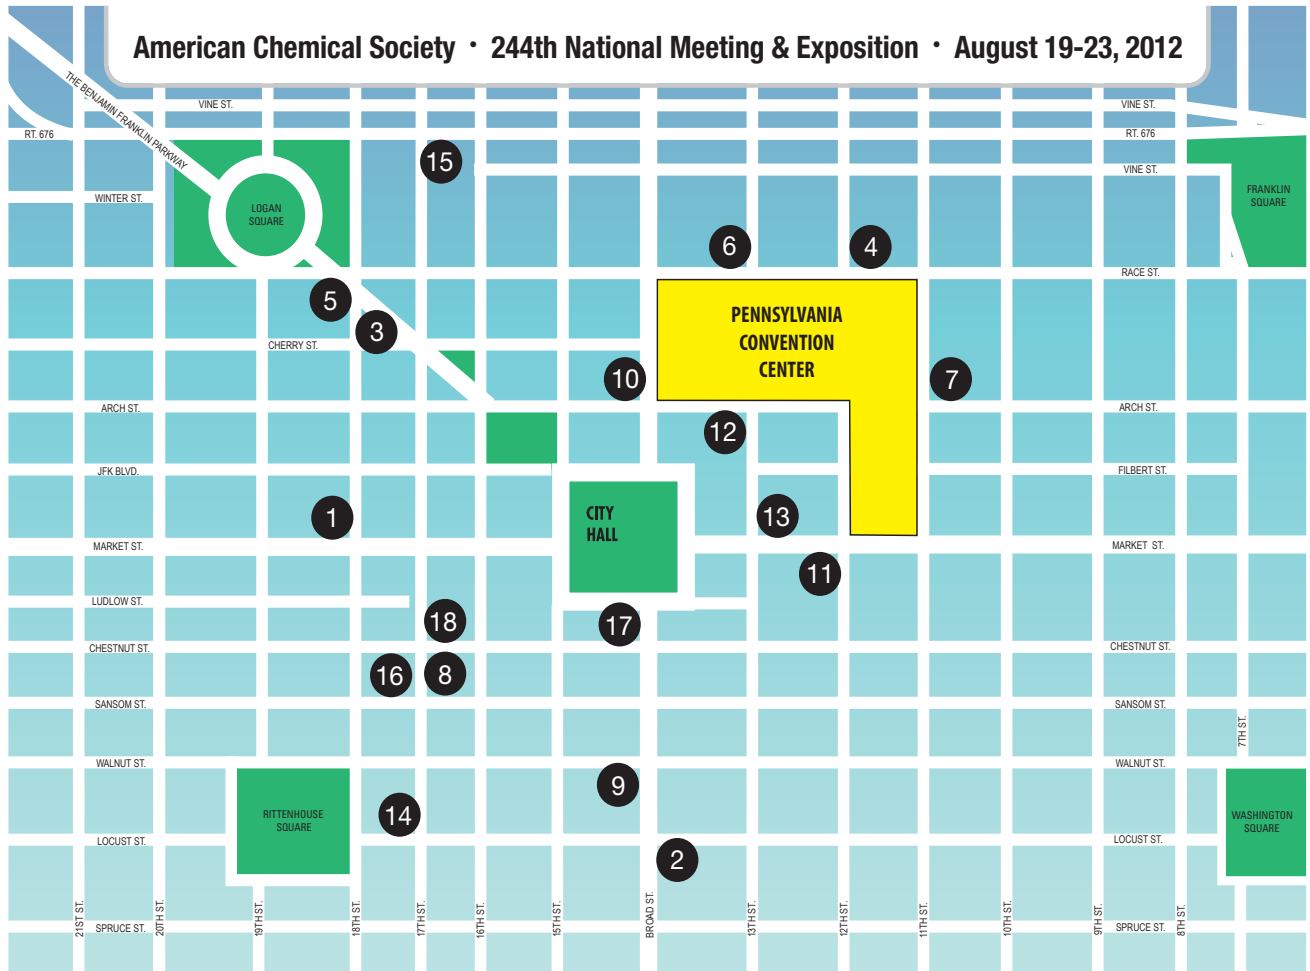 American Chemical Society · 244th National Meeting & Exposition · August 19-23, 2012
THE BENJAMIN FRANKLIN PARKWAY
VINE ST.
VINE ST.
RT. 676
RT. 676
15
VINE ST.
WINTER ST.
LOGAN
SQUARE
FRANKLIN
SQUARE
6
4
RACE ST.
5
3
PENNSYLVANIA
CONVENTION
CENTER
CHERRY ST.
10
7
ARCH ST.
ARCH ST.
12
JFK BLVD.
FILBERT ST.
1
CITY
HALL
13
MARKET ST.
MARKET ST.
11
LUDLOW ST.
18
17
CHESTNUT ST.
CHESTNUT ST.
16
8
SANSOM ST.
SANSOM ST.
7TH ST.
WALNUT ST.
WALNUT ST.
9
14
RITTENHOUSE
SQUARE
WASHINGTON
SQUARE
LOCUST ST.
LOCUST ST.
2
21ST ST.
20TH ST.
19TH ST.
18TH ST.
17TH ST.
16TH ST.
15TH ST.
BROAD ST.
13TH ST.
12TH ST.
11TH ST.
10TH ST.
9TH ST.
8TH ST.
SPRUCE ST.
SPRUCE ST.